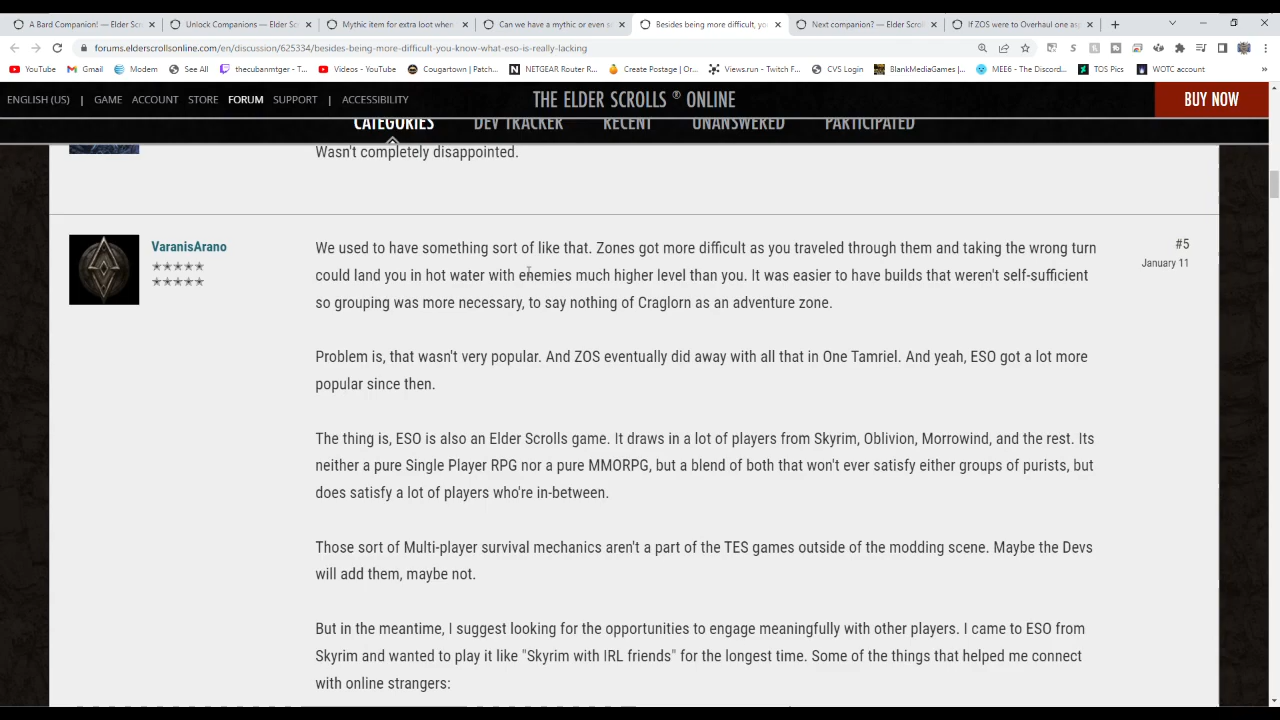 A Bard Companion! — Elder Scr
Unlock Companions — Elder Scr
Mythic item for extra loot when
Can we have a mythic or even s
Besides being more difficult, yo
Next companion? — Elder Scrol
If ZOS were to Overhaul one asp
forums.elderscrollsonline.com/en/discussion/625334/besides-being-more-difficult-you-know-what-eso-is-really-lacking
YouTube
Gmail
Modem
See All
thecubanmtger - T...
Videos - YouTube
Cougartown | Patch...
NETGEAR Router R...
Create Postage | Or...
Views.run - Twitch F...
CVS Login
BlankMediaGames |...
MEE6 - The Discord...
TOS Pics
WOTC account
ENGLISH (US) | GAME ACCOUNT STORE FORUM SUPPORT | ACCESSIBILITY
THE ELDER SCROLLS ® ONLINE
BUY NOW
CATEGORIES DEV TRACKER RECENT UNANSWERED PARTICIPATED
Wasn't completely disappointed.
VaranisArano
#5
January 11
We used to have something sort of like that. Zones got more difficult as you traveled through them and taking the wrong turn
could land you in hot water with enemies much higher level than you. It was easier to have builds that weren't self-sufficient
so grouping was more necessary, to say nothing of Craglorn as an adventure zone.
Problem is, that wasn't very popular. And ZOS eventually did away with all that in One Tamriel. And yeah, ESO got a lot more
popular since then.
The thing is, ESO is also an Elder Scrolls game. It draws in a lot of players from Skyrim, Oblivion, Morrowind, and the rest. Its
neither a pure Single Player RPG nor a pure MMORPG, but a blend of both that won't ever satisfy either groups of purists, but
does satisfy a lot of players who're in-between.
Those sort of Multi-player survival mechanics aren't a part of the TES games outside of the modding scene. Maybe the Devs
will add them, maybe not.
But in the meantime, I suggest looking for the opportunities to engage meaningfully with other players. I came to ESO from
Skyrim and wanted to play it like "Skyrim with IRL friends" for the longest time. Some of the things that helped me connect
with online strangers: